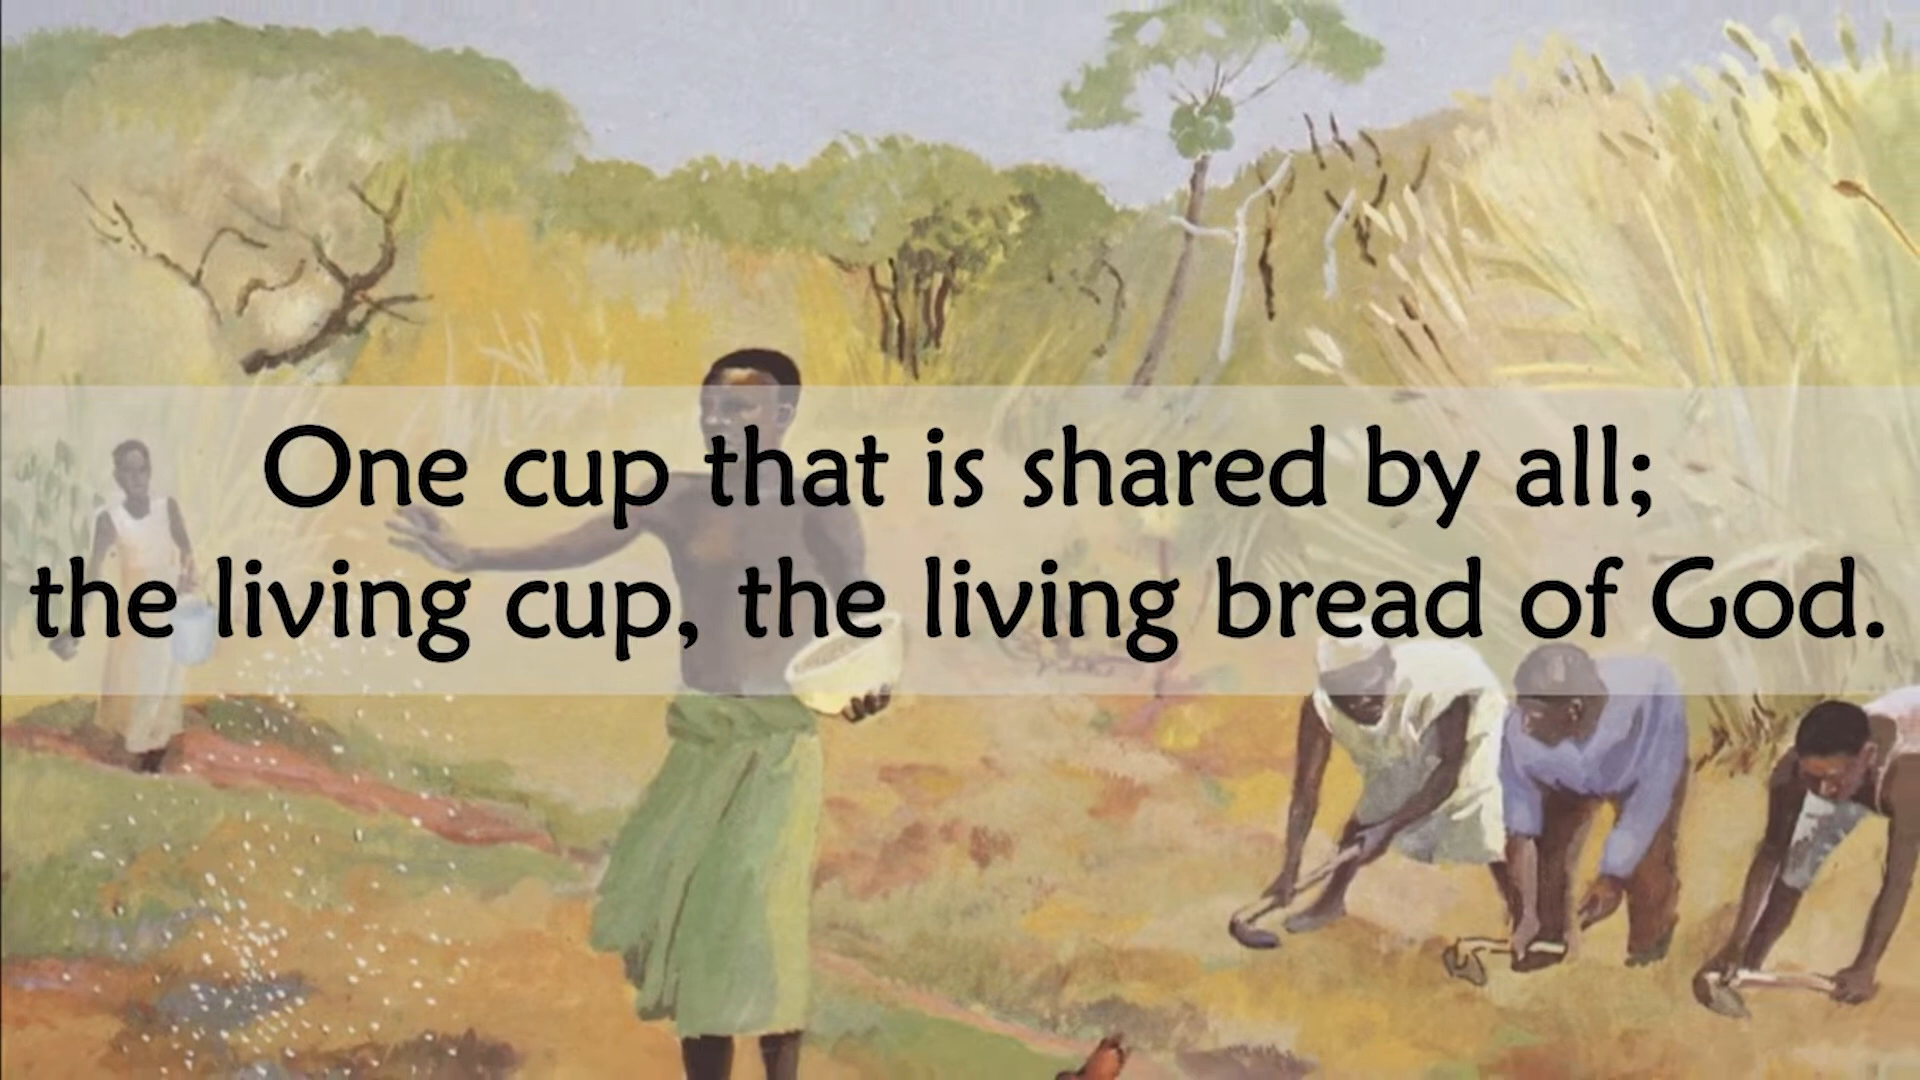 One cup that is shared by all;
the living cup, the living bread of God.